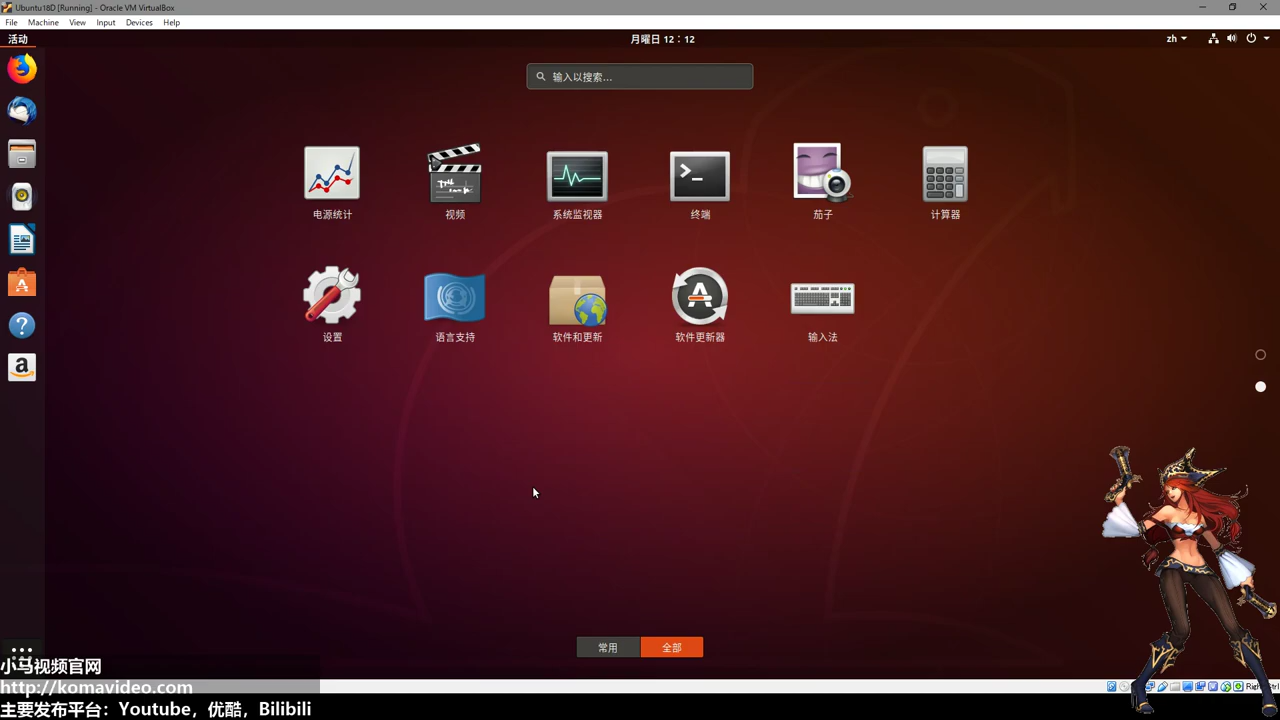 Ubuntu18D [Running] - Oracle VM VirtualBox
File Machine View Input Devices Help
活动
月曜日 12：12
zh
输入以搜索...
电源统计
视频
系统监视器
终端
茄子
计算器
设置
语言支持
软件和更新
软件更新器
输入法
常用
全部
小马视频官网
http://komavideo.com
主要发布平台：Youtube，优酷，Bilibili